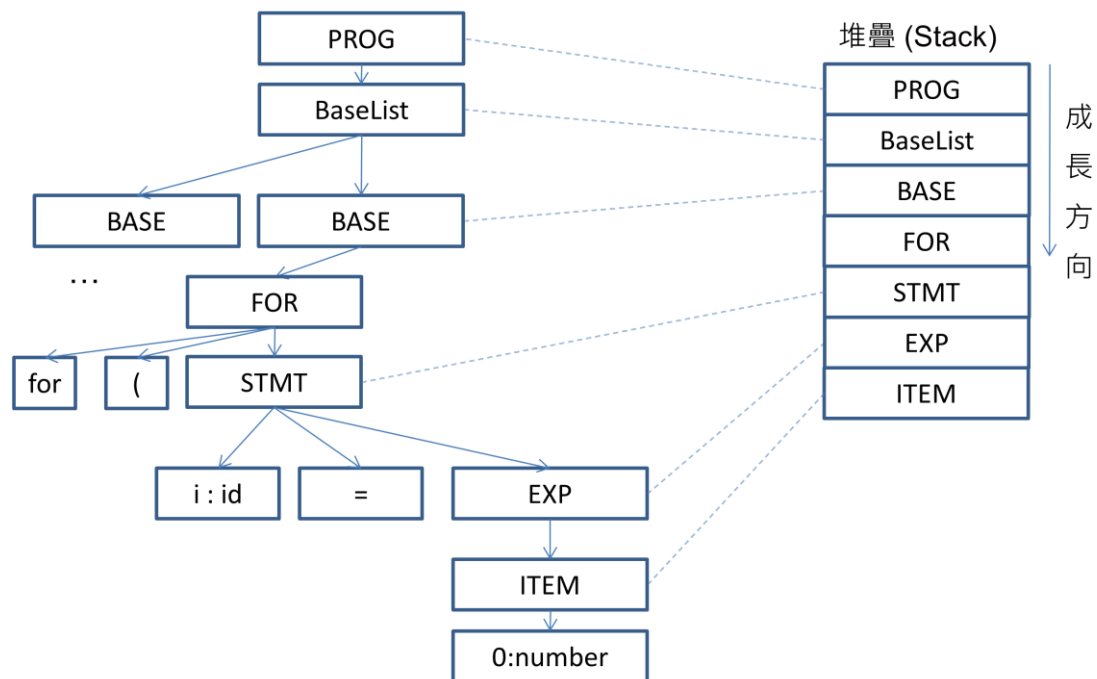 PROG
BaseList
BASE
BASE
...
FOR
for
(
STMT
i : id
=
EXP
ITEM
0:number
堆疊 (Stack)
PROG
BaseList
BASE
FOR
STMT
EXP
ITEM
成
長
方
向